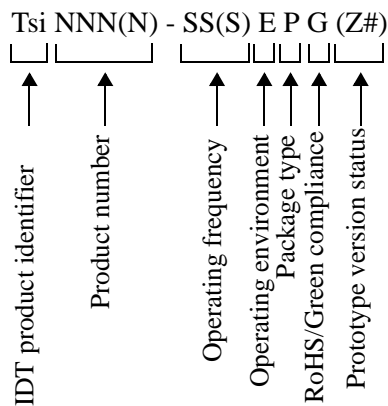 Tsi NNN(N) - SS(S) E P G (Z#)
IDT product identifier
Product number
Operating frequency
Operating environment
Package type
RoHS/Green compliance
Prototype version status